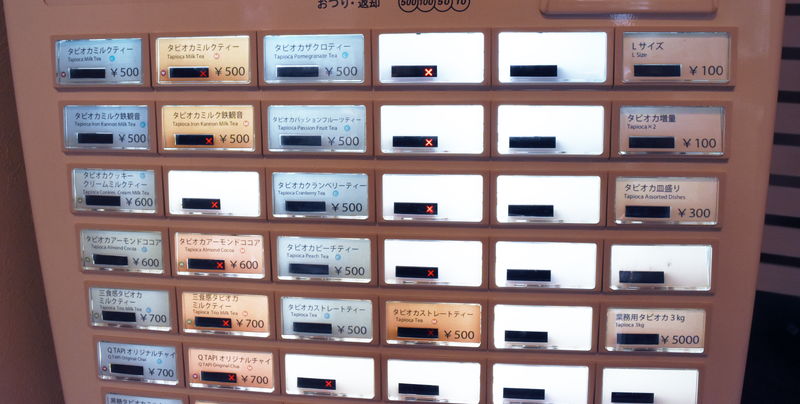 おつり・返却
500 100 50 10
タピオカミルクティー
Tapioca Milk Tea
¥500
タピオカミルクティー
Tapioca Milk Tea
¥500
タピオカザクロティー
Tapioca Pomegranate Tea
¥500
Lサイズ
L Size
¥100
タピオカミルク鉄観音
Tapioca Iron Kannon Milk Tea
¥500
タピオカミルク鉄観音
Tapioca Iron Kannon Milk Tea
¥500
タピオカパッションフルーツティー
Tapioca Passion Fruit Tea
¥500
タピオカ増量
Tapioca×2
¥100
タピオカクッキー
クリームミルクティー
Tapioca Cookies, Cream Milk Tea
¥600
タピオカクランベリーティー
Tapioca Cranberry Tea
¥500
タピオカ皿盛り
Tapioca Assorted Dishes
¥300
タピオカアーモンドココア
Tapioca Almond Cocoa
¥600
タピオカアーモンドココア
Tapioca Almond Cocoa
¥600
タピオカピーチティー
Tapioca Peach Tea
¥500
三食感タピオカ
ミルクティー
Tapioca Trio Milk Tea
¥700
三食感タピオカ
ミルクティー
Tapioca Trio Milk Tea
¥700
タピオカストレートティー
Tapioca Tea
¥500
タピオカストレートティー
Tapioca Tea
¥500
業務用タピオカ3kg
Tapioca 3kg
¥5000
Q TAPI オリジナルチャイ
Q TAPI Original Chai
¥700
Q TAPI オリジナルチャイ
Q TAPI Original Chai
¥700